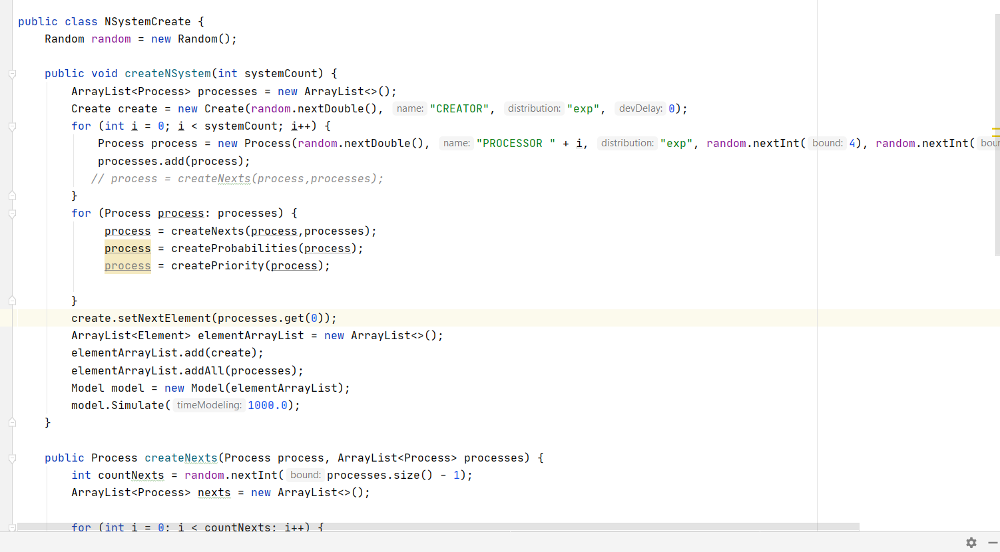 public class NSystemCreate {
Random random = new Random();
public void createNSystem(int systemCount) {
ArrayList<Process> processes = new ArrayList<>();
Create create = new Create(random.nextDouble(), name: "CREATOR", distribution: "exp", devDelay: 0);
for (int i = 0; i < systemCount; i++) {
Process process = new Process(random.nextDouble(), name: "PROCESSOR " + i, distribution: "exp", random.nextInt( bound: 4), random.nextInt(
processes.add(process);
// process = createNexts(process,processes);
}
for (Process process: processes) {
process = createNexts(process,processes);
process = createProbabilities(process);
process = createPriority(process);
}
create.setNextElement(processes.get(0));
ArrayList<Element> elementArrayList = new ArrayList<>();
elementArrayList.add(create);
elementArrayList.addAll(processes);
Model model = new Model(elementArrayList);
model.Simulate( timeModeling: 1000.0);
}
public Process createNexts(Process process, ArrayList<Process> processes) {
int countNexts = random.nextInt( bound: processes.size() - 1);
ArrayList<Process> nexts = new ArrayList<>();
for (int i = 0; i < countNexts; i++) {